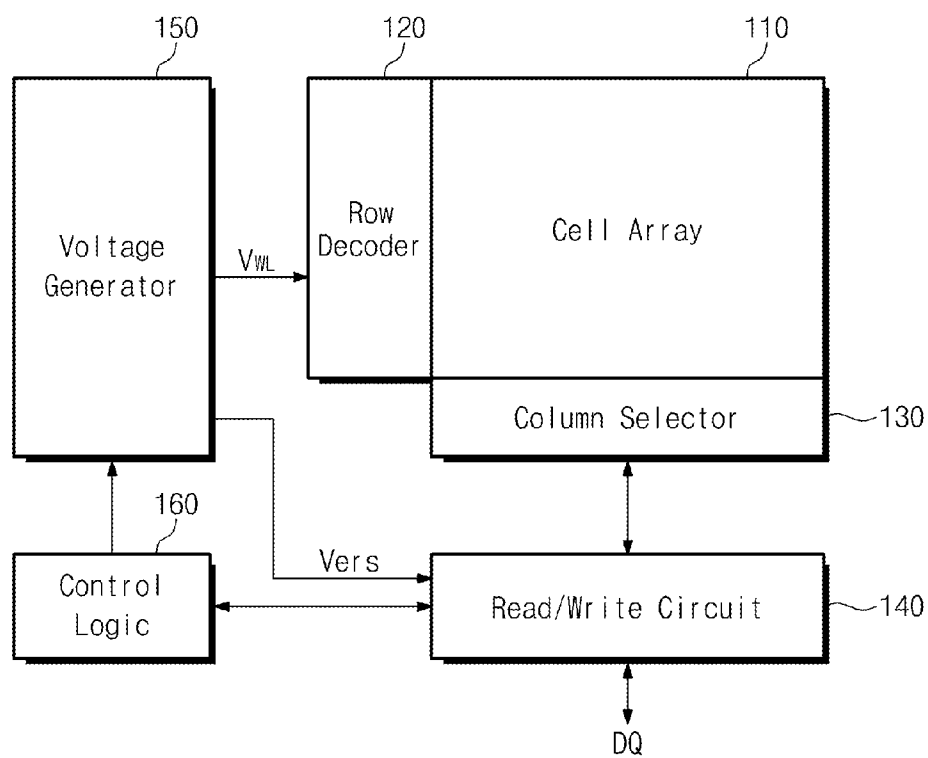 150
120
110
Voltage
Generator
VWL
Row
Decoder
Cell Array
Column Selector
130
160
Control
Logic
Vers
Read/Write Circuit
140
DQ